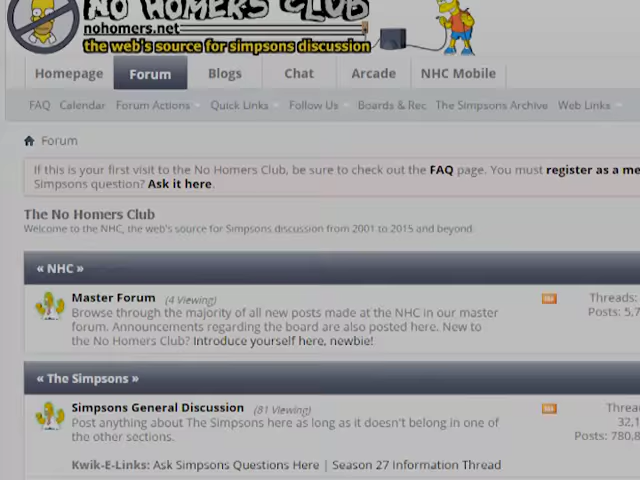 NO HOMERS CLUB
nohomers.net
the web's source for simpsons discussion
Homepage Forum Blogs Chat Arcade NHC Mobile
FAQ Calendar Forum Actions Quick Links Follow Us Boards & Rec The Simpsons Archive Web Links
Forum
If this is your first visit to the No Homers Club, be sure to check out the FAQ page. You must register as a me
Simpsons question? Ask it here.
The No Homers Club
Welcome to the NHC, the web's source for Simpsons discussion from 2001 to 2015 and beyond.
« NHC »
Master Forum (4 Viewing)
Threads:
Browse through the majority of all new posts made at the NHC in our master
Posts: 5,7
forum. Announcements regarding the board are also posted here. New to
the No Homers Club? Introduce yourself here, newbie!
« The Simpsons »
Simpsons General Discussion (81 Viewing)
Threa
Post anything about The Simpsons here as long as it doesn't belong in one of
32,1
the other sections.
Posts: 780,8
Kwik-E-Links: Ask Simpsons Questions Here | Season 27 Information Thread